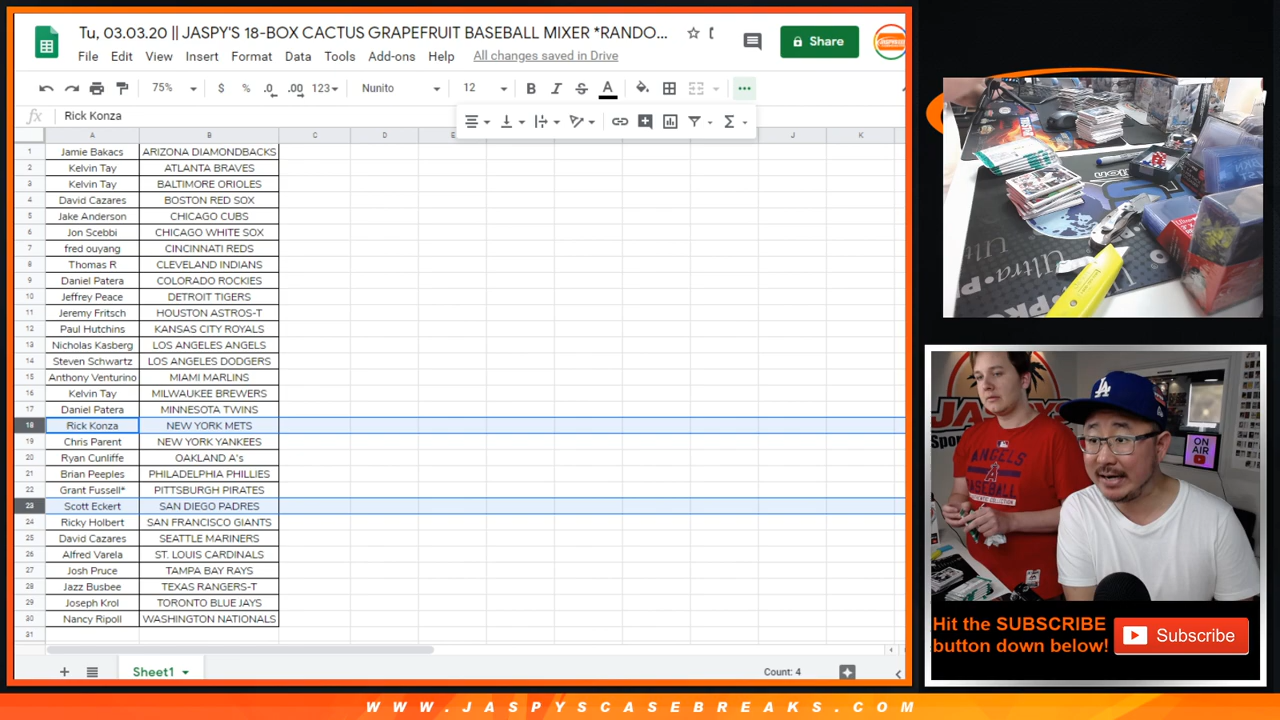 Tu, 03.03.20 || JASPY'S 18-BOX CACTUS GRAPEFRUIT BASEBALL MIXER *RANDO...
File Edit View Insert Format Data Tools Add-ons Help All changes saved in Drive
Share
75% $ % .0 .00 123 Nunito 12 B I S A
fx Rick Konza
A B C D E J K
1 Jamie Bakacs ARIZONA DIAMONDBACKS
2 Kelvin Tay ATLANTA BRAVES
3 Kelvin Tay BALTIMORE ORIOLES
4 David Cazares BOSTON RED SOX
5 Jake Anderson CHICAGO CUBS
6 Jon Scebbi CHICAGO WHITE SOX
7 fred ouyang CINCINNATI REDS
8 Thomas R CLEVELAND INDIANS
9 Daniel Patera COLORADO ROCKIES
10 Jeffrey Peace DETROIT TIGERS
11 Jeremy Fritsch HOUSTON ASTROS-T
12 Paul Hutchins KANSAS CITY ROYALS
13 Nicholas Kasberg LOS ANGELES ANGELS
14 Steven Schwartz LOS ANGELES DODGERS
15 Anthony Venturino MIAMI MARLINS
16 Kelvin Tay MILWAUKEE BREWERS
17 Daniel Patera MINNESOTA TWINS
18 Rick Konza NEW YORK METS
19 Chris Parent NEW YORK YANKEES
20 Ryan Cunliffe OAKLAND A's
21 Brian Peeples PHILADELPHIA PHILLIES
22 Grant Fussell* PITTSBURGH PIRATES
23 Scott Eckert SAN DIEGO PADRES
24 Ricky Holbert SAN FRANCISCO GIANTS
25 David Cazares SEATTLE MARINERS
26 Alfred Varela ST. LOUIS CARDINALS
27 Josh Pruce TAMPA BAY RAYS
28 Jazz Busbee TEXAS RANGERS-T
29 Joseph Krol TORONTO BLUE JAYS
30 Nancy Ripoll WASHINGTON NATIONALS
31
Sheet1
Count: 4
JASPY
ANGELS
BASEBALL
LA
ON AIR
Hit the SUBSCRIBE
button down below!
Subscribe
WWW.JASPYSCASEBREAKS.COM